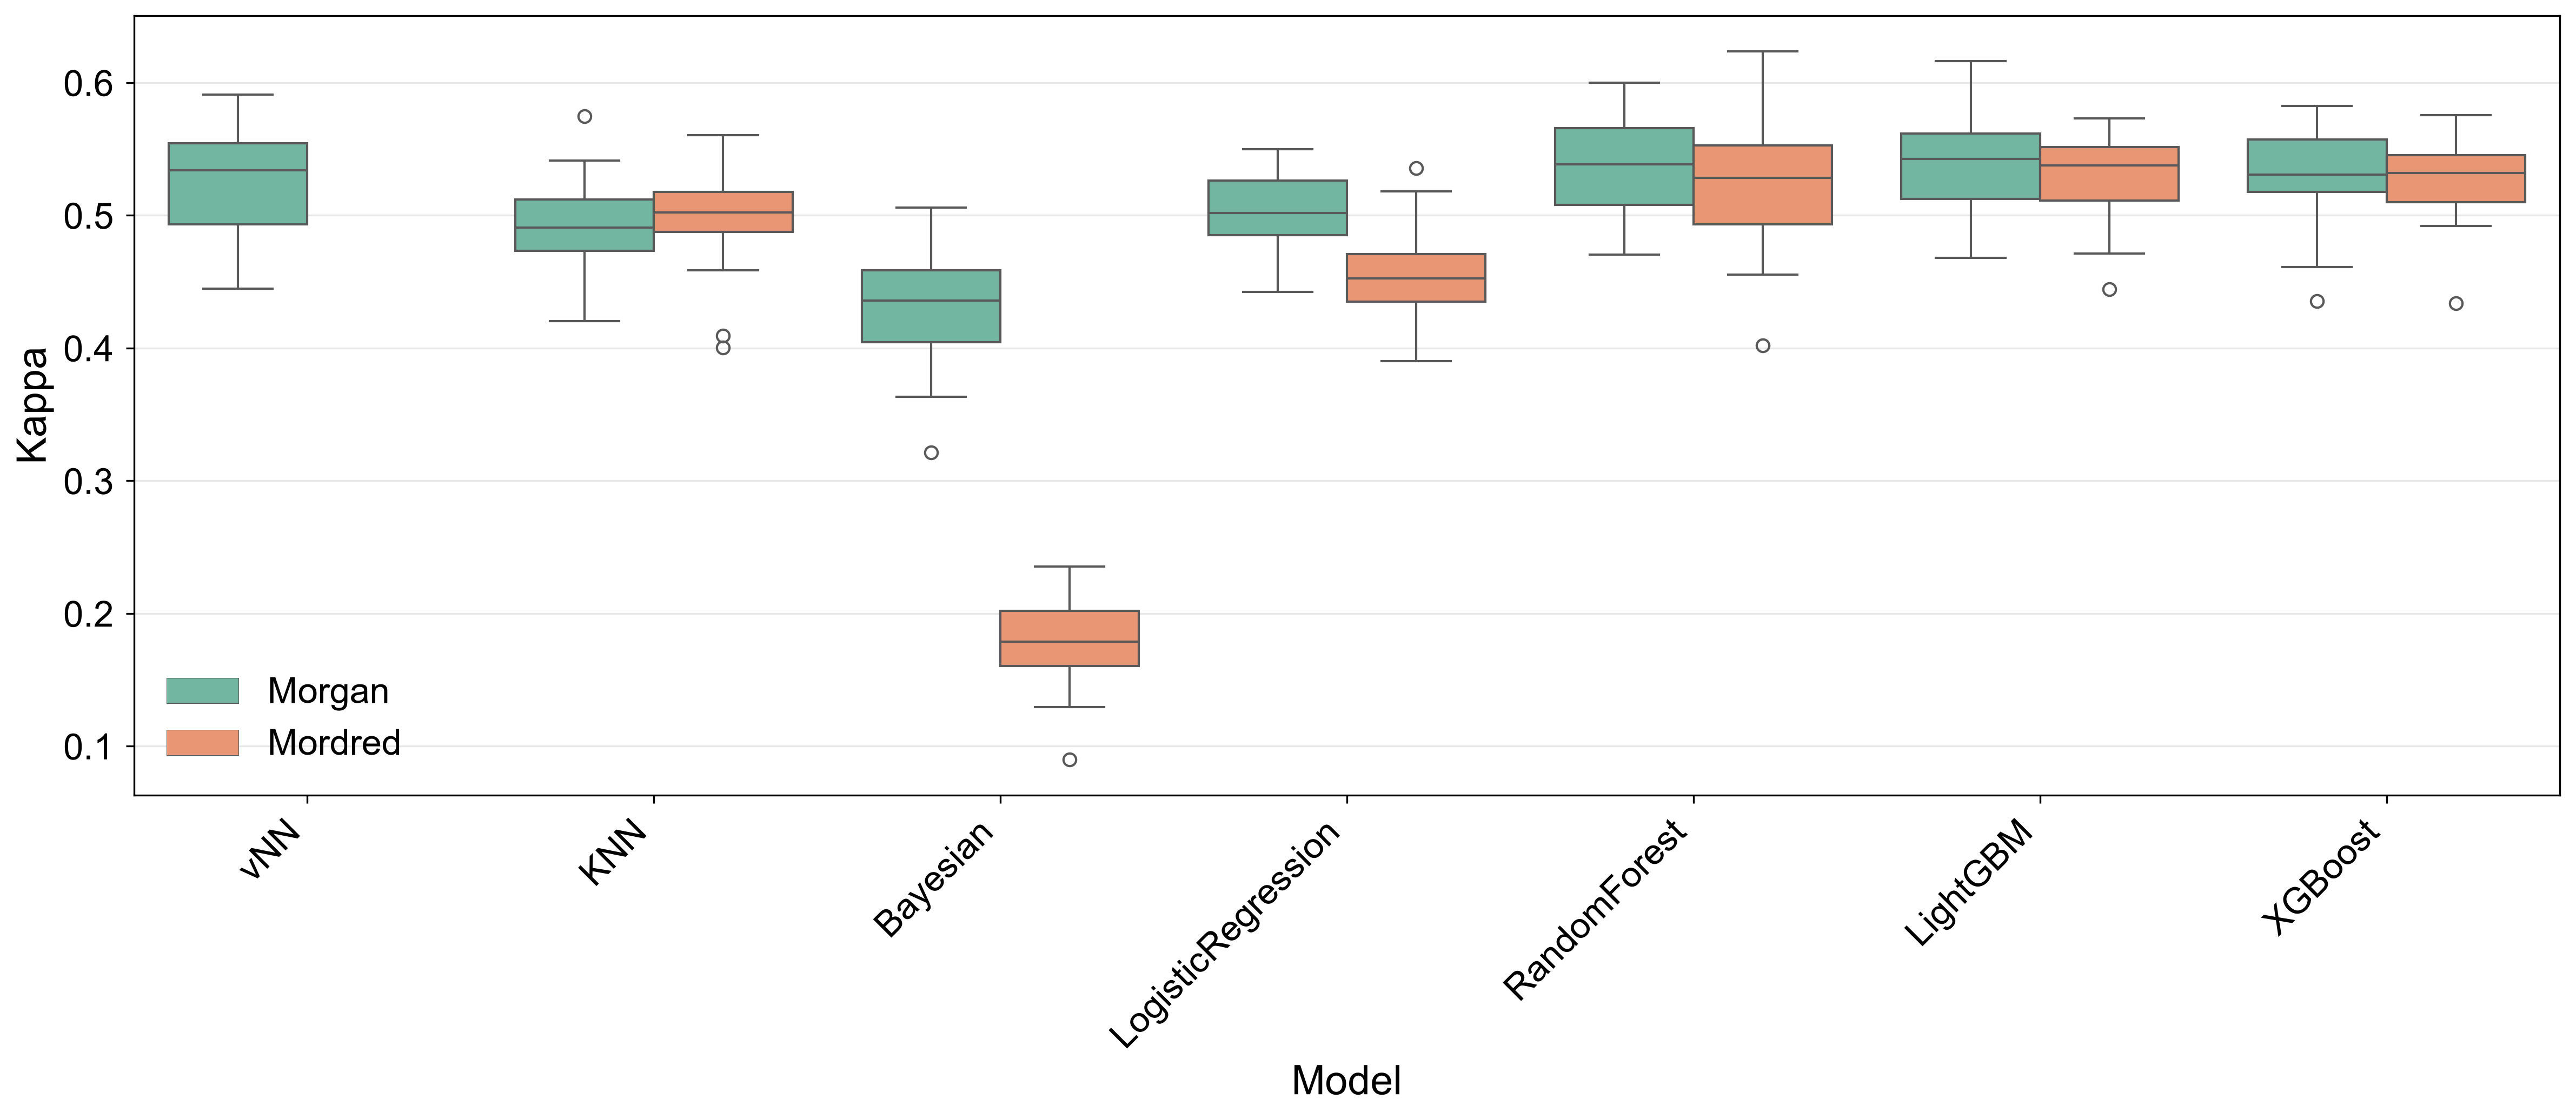 Kappa
0.6
0.5
0.4
0.3
0.2
0.1
Morgan
Mordred
vNN
KNN
Bayesian
LogisticRegression
RandomForest
LightGBM
XGBoost
Model